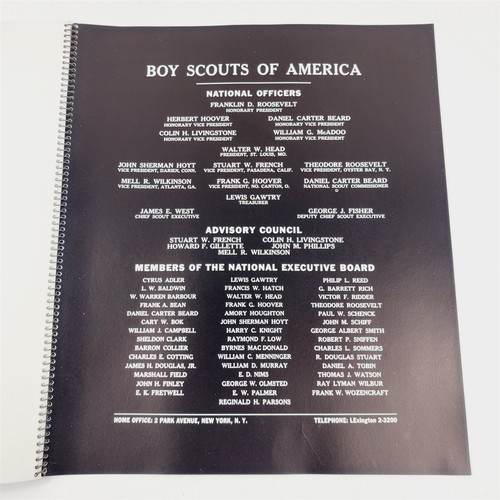 BOY SCOUTS OF AMERICA
NATIONAL OFFICERS
FRANKLIN D. ROOSEVELT
HONORARY PRESIDENT
HERBERT HOOVER DANIEL CARTER BEARD
HONORARY VICE PRESIDENT HONORARY VICE PRESIDENT
COLIN H. LIVINGSTONE WILLIAM G. McADOO
HONORARY VICE PRESIDENT HONORARY VICE PRESIDENT
WALTER W. HEAD
PRESIDENT, ST. LOUIS, MO.
JOHN SHERMAN HOYT STUART W. FRENCH THEODORE ROOSEVELT
VICE PRESIDENT, DARIEN, CONN. VICE PRESIDENT, PASADENA, CALIF. VICE PRESIDENT, OYSTER BAY, N. Y.
MELL R. WILKINSON FRANK G. HOOVER DANIEL CARTER BEARD
VICE PRESIDENT, ATLANTA, GA. VICE PRESIDENT, NO. CANTON, O. NATIONAL SCOUT COMMISSIONER
LEWIS GAWTRY
TREASURER
JAMES E. WEST GEORGE J. FISHER
CHIEF SCOUT EXECUTIVE DEPUTY CHIEF SCOUT EXECUTIVE
ADVISORY COUNCIL
STUART W. FRENCH COLIN H. LIVINGSTONE
HOWARD F. GILLETTE JOHN M. PHILLIPS
MELL R. WILKINSON
MEMBERS OF THE NATIONAL EXECUTIVE BOARD
CYRUS ADLER LEWIS GAWTRY PHILIP L. REED
L. W. BALDWIN FRANCIS W. HATCH G. BARRETT RICH
W. WARREN BARBOUR WALTER W. HEAD VICTOR F. RIDDER
FRANK A. BEAN FRANK G. HOOVER THEODORE ROOSEVELT
DANIEL CARTER BEARD AMORY HOUGHTON PAUL W. SCHENCK
CARY W. BOK JOHN SHERMAN HOYT JOHN M. SCHIFF
WILLIAM J. CAMPBELL HARRY C. KNIGHT GEORGE ALBERT SMITH
SHELDON CLARK RAYMOND F. LOW ROBERT P. SNIFFEN
BARRON COLLIER BYRNES MAC DONALD CHARLES L. SOMMERS
CHARLES E. COTTING WILLIAM C. MENNINGER R. DOUGLAS STUART
JAMES H. DOUGLAS, JR. WILLIAM D. MURRAY DANIEL A. TOBIN
MARSHALL FIELD E. D. NIMS THOMAS J. WATSON
JOHN H. FINLEY GEORGE W. OLMSTED RAY LYMAN WILBUR
E. K. FRETWELL E. W. PALMER FRANK W. WOZENCRAFT
REGINALD H. PARSONS
HOME OFFICE: 2 PARK AVENUE, NEW YORK, N. Y. TELEPHONE: LExington 2-3200